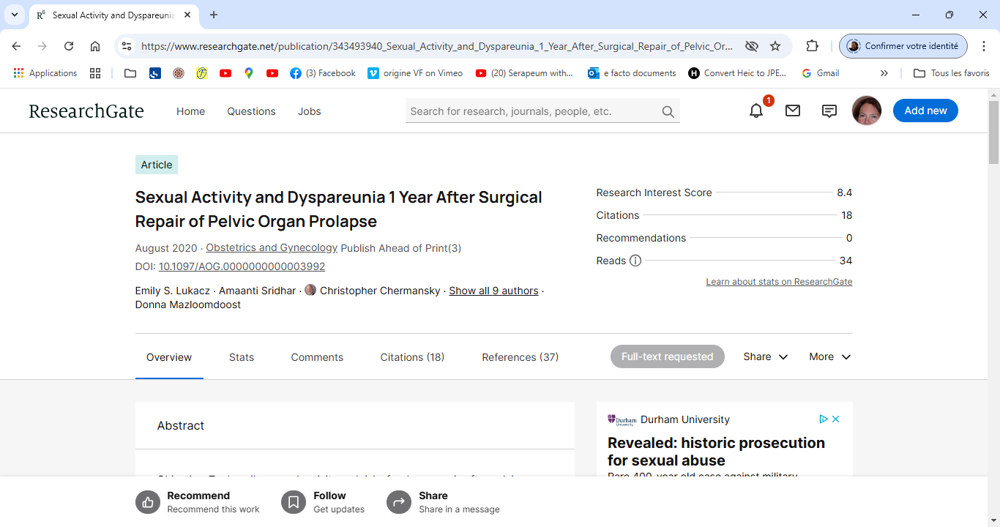 Sexual Activity and Dyspareunia
https://www.researchgate.net/publication/343493940_Sexual_Activity_and_Dyspareunia_1_Year_After_Surgical_Repair_of_Pelvic_Or...
Confirmer votre identité
Applications
(3) Facebook
origine VF on Vimeo
(20) Serapeum with...
e facto documents
Convert Heic to JPE...
Gmail
Tous les favoris
ResearchGate
Home
Questions
Jobs
Search for research, journals, people, etc.
1
Add new
Article
Sexual Activity and Dyspareunia 1 Year After Surgical
Repair of Pelvic Organ Prolapse
August 2020 · Obstetrics and Gynecology Publish Ahead of Print(3)
DOI: 10.1097/AOG.0000000000003992
Emily S. Lukacz · Amaanti Sridhar · Christopher Chermansky · Show all 9 authors ·
Donna Mazloomdoost
Research Interest Score 8.4
Citations 18
Recommendations 0
Reads 34
Learn about stats on ResearchGate
Overview
Stats
Comments
Citations (18)
References (37)
Full-text requested
Share
More
Abstract
Durham University
Durham University
Revealed: historic prosecution
for sexual abuse
Rare 400-year old case against military
Recommend
Recommend this work
Follow
Get updates
Share
Share in a message